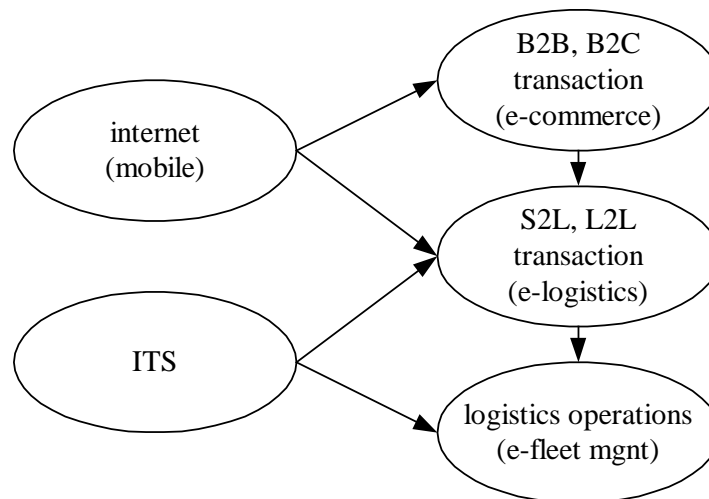 B2B, B2C
transaction
(e-commerce)
internet
(mobile)
S2L, L2L
transaction
(e-logistics)
ITS
logistics operations
(e-fleet mgnt)